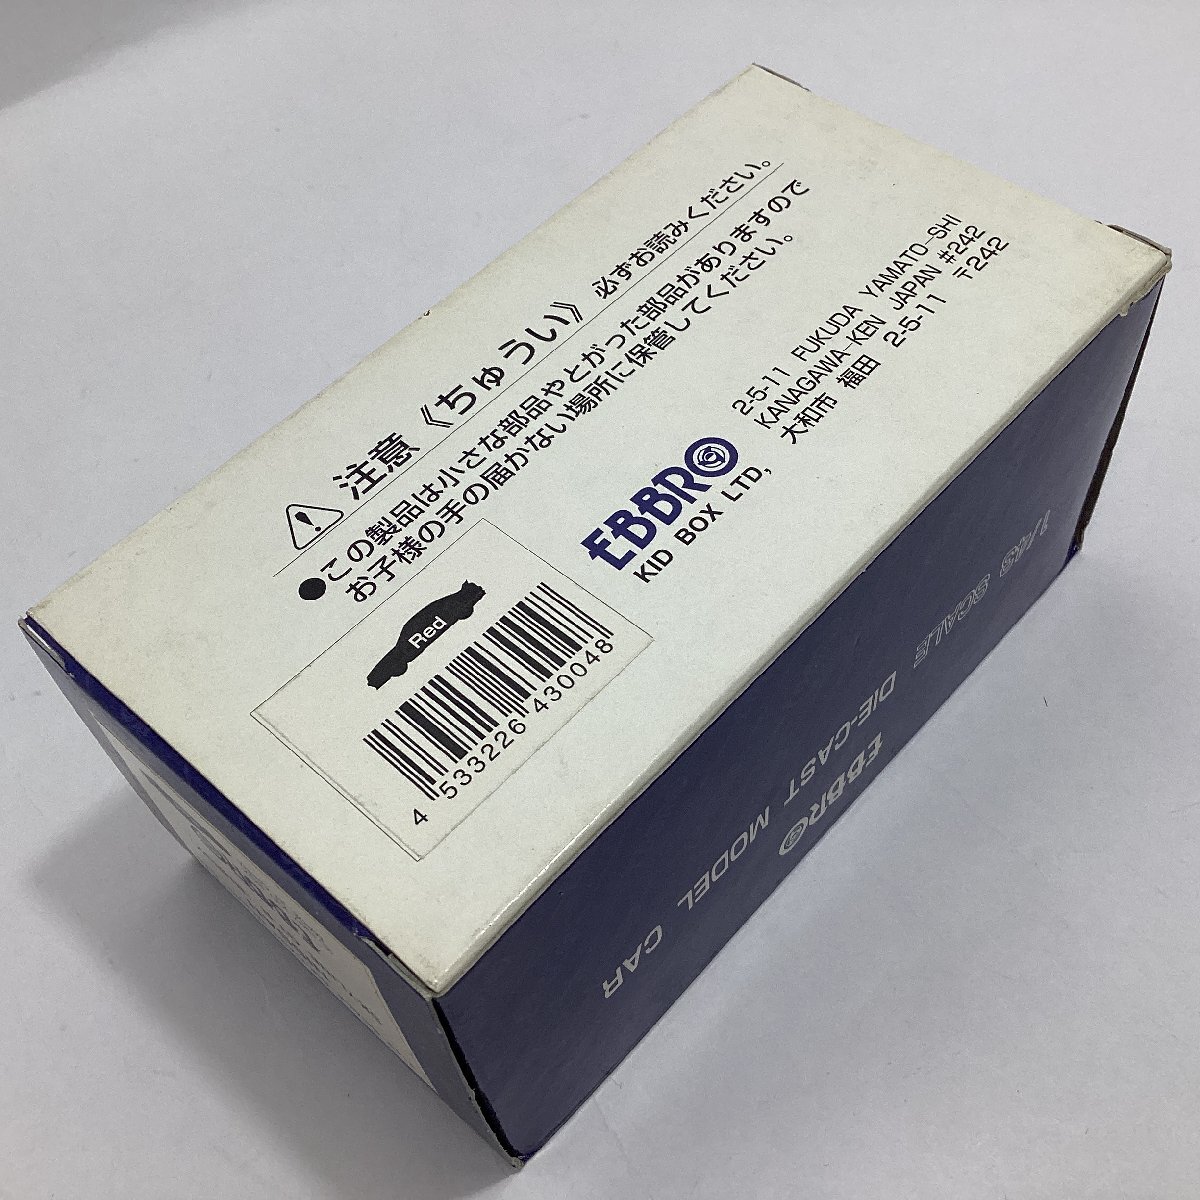 注意《ちゅうい》 必ずお読みください。
●この製品は小さな部品やとがった部品がありますので
お子様の手の届かない場所に保管してください。
Red
4 533226 430048
EBBRO
KID BOX LTD,
2-5-11 FUKUDA YAMATO-SHI
KANAGAWA-KEN JAPAN #242
大和市 福田 2-5-11 〒242
EBBRO
1/43 SCALE DIE-CAST MODEL CAR